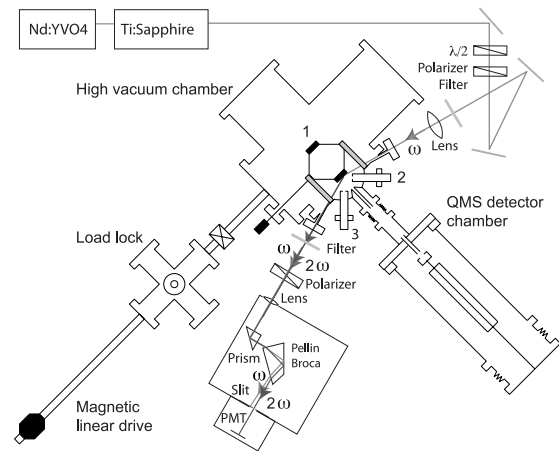 Nd:YVO4
Ti:Sapphire
λ/2
Polarizer
Filter
High vacuum chamber
1
ω
Lens
2
QMS detector
chamber
3
Load lock
Filter
ω
2ω
Polarizer
Lens
Prism
Pellin
Broca
ω
Slit
2ω
PMT
Magnetic
linear drive